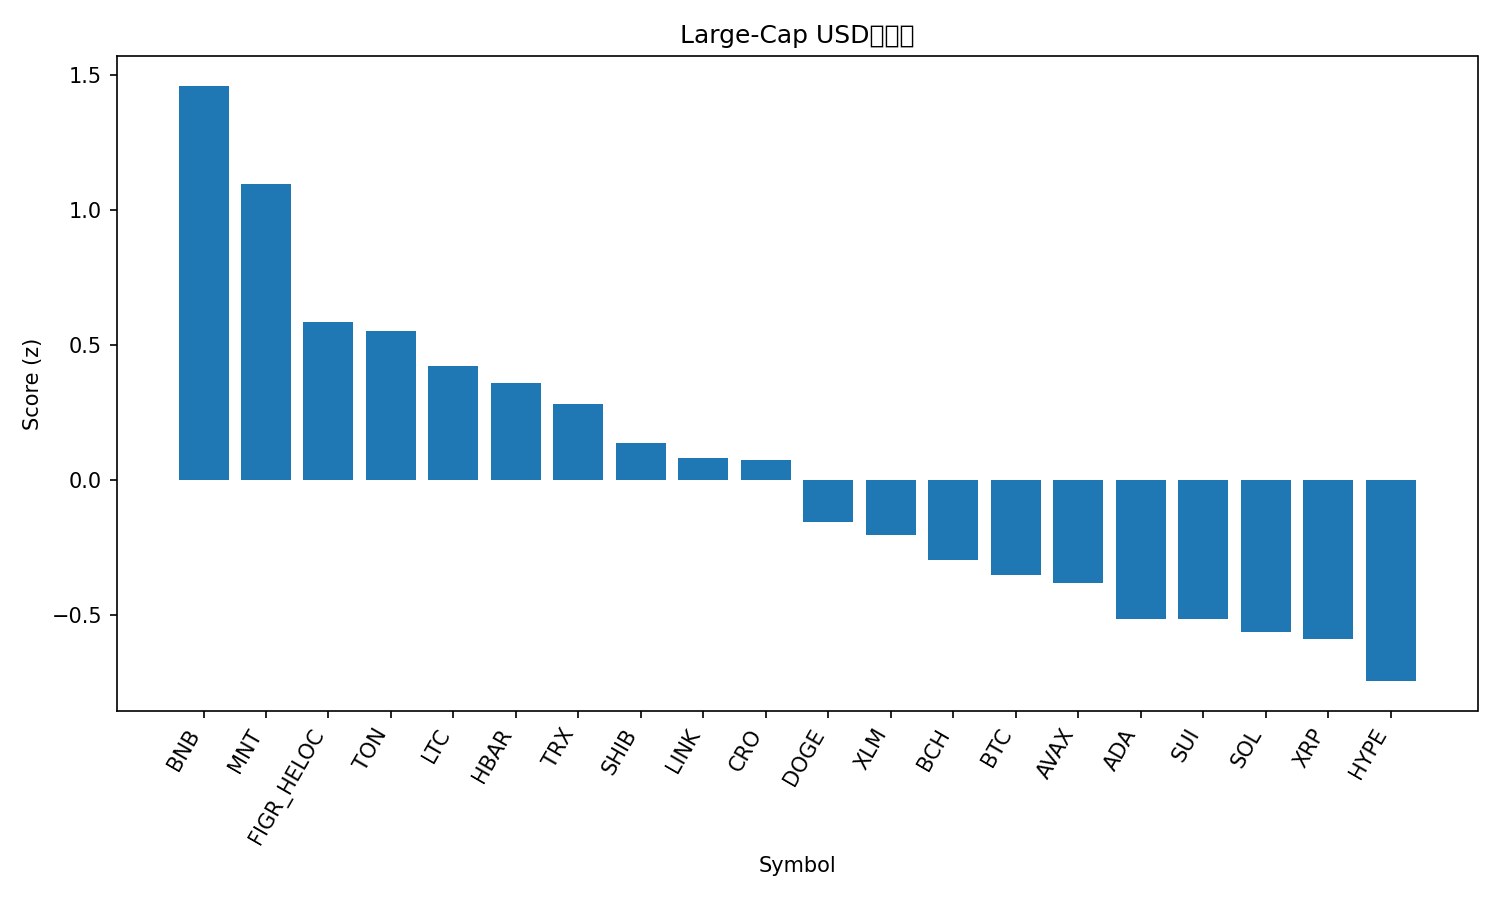 Large-Cap USD
1.5
1.0
0.5
0.0
−0.5
Score (z)
BNB
MNT
FIGR_HELOC
TON
LTC
HBAR
TRX
SHIB
LINK
CRO
DOGE
XLM
BCH
BTC
AVAX
ADA
SUI
SOL
XRP
HYPE
Symbol